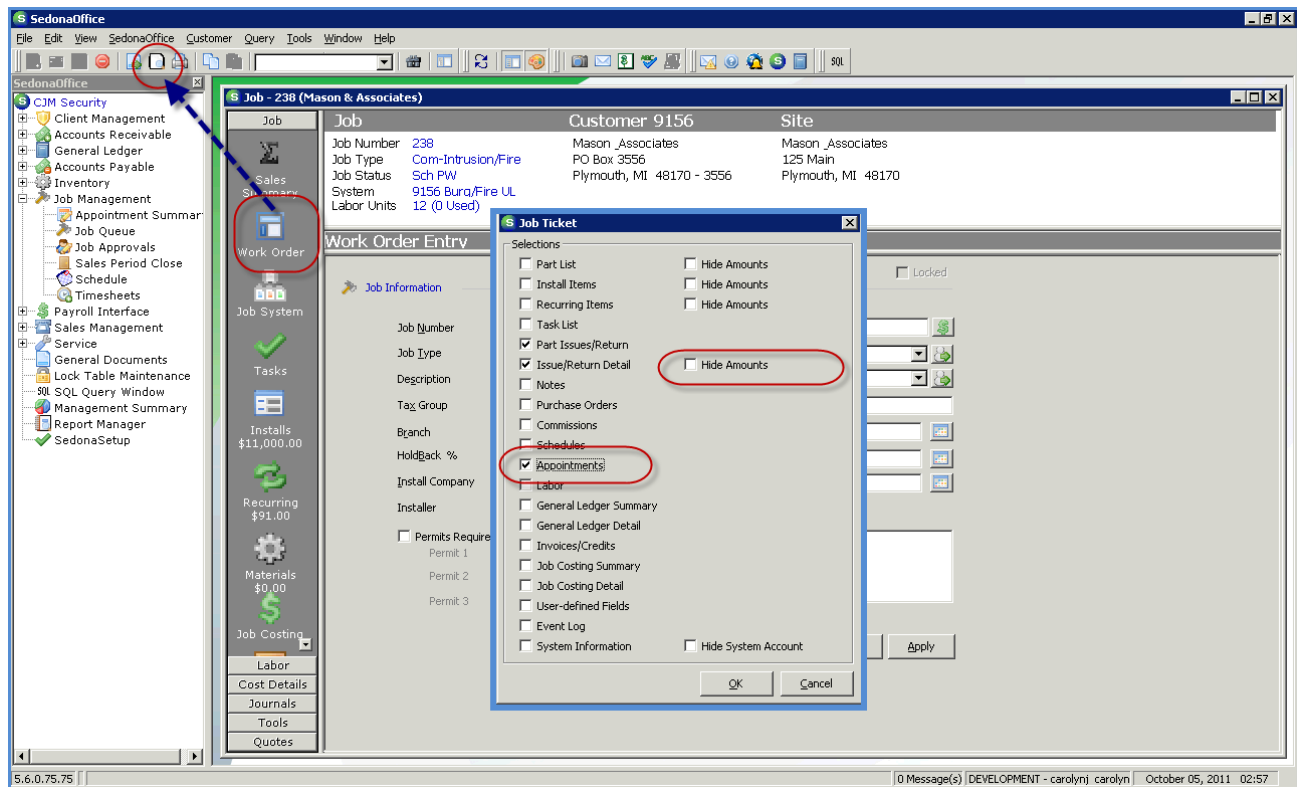 SedonaOffice
File Edit View SedonaOffice Customer Query Tools Window Help
SQL
SedonaOffice
CJM Security
Client Management
Accounts Receivable
General Ledger
Accounts Payable
Inventory
Job Management
Appointment Summar
Job Queue
Job Approvals
Sales Period Close
Schedule
Timesheets
Payroll Interface
Sales Management
Service
General Documents
Lock Table Maintenance
SQL SQL Query Window
Management Summary
Report Manager
SedonaSetup
Job - 238 (Mason & Associates)
Job
Sales
Summary
Work Order
Job System
Tasks
Installs
$11,000.00
Recurring
$91.00
Materials
$0.00
Job Costing
Labor
Cost Details
Journals
Tools
Quotes
Job Customer 9156 Site
Job Number 238 Mason _Associates Mason _Associates
Job Type Com-Intrusion/Fire PO Box 3556 125 Main
Job Status Sch PW Plymouth, MI 48170 - 3556 Plymouth, MI 48170
System 9156 Burg/Fire UL
Labor Units 12 (0 Used)
Work Order Entry
Locked
Job Information
Job Number
Job Type
Description
Tax Group
Branch
HoldBack %
Install Company
Installer
Permits Require
Permit 1
Permit 2
Permit 3
Apply
Job Ticket
Selections
Part List Hide Amounts
Install Items Hide Amounts
Recurring Items Hide Amounts
Task List
Part Issues/Return
Issue/Return Detail Hide Amounts
Notes
Purchase Orders
Commissions
Schedules
Appointments
Labor
General Ledger Summary
General Ledger Detail
Invoices/Credits
Job Costing Summary
Job Costing Detail
User-defined Fields
Event Log
System Information Hide System Account
OK Cancel
5.6.0.75.75 0 Message(s) DEVELOPMENT - carolynj carolyn October 05, 2011 02:57